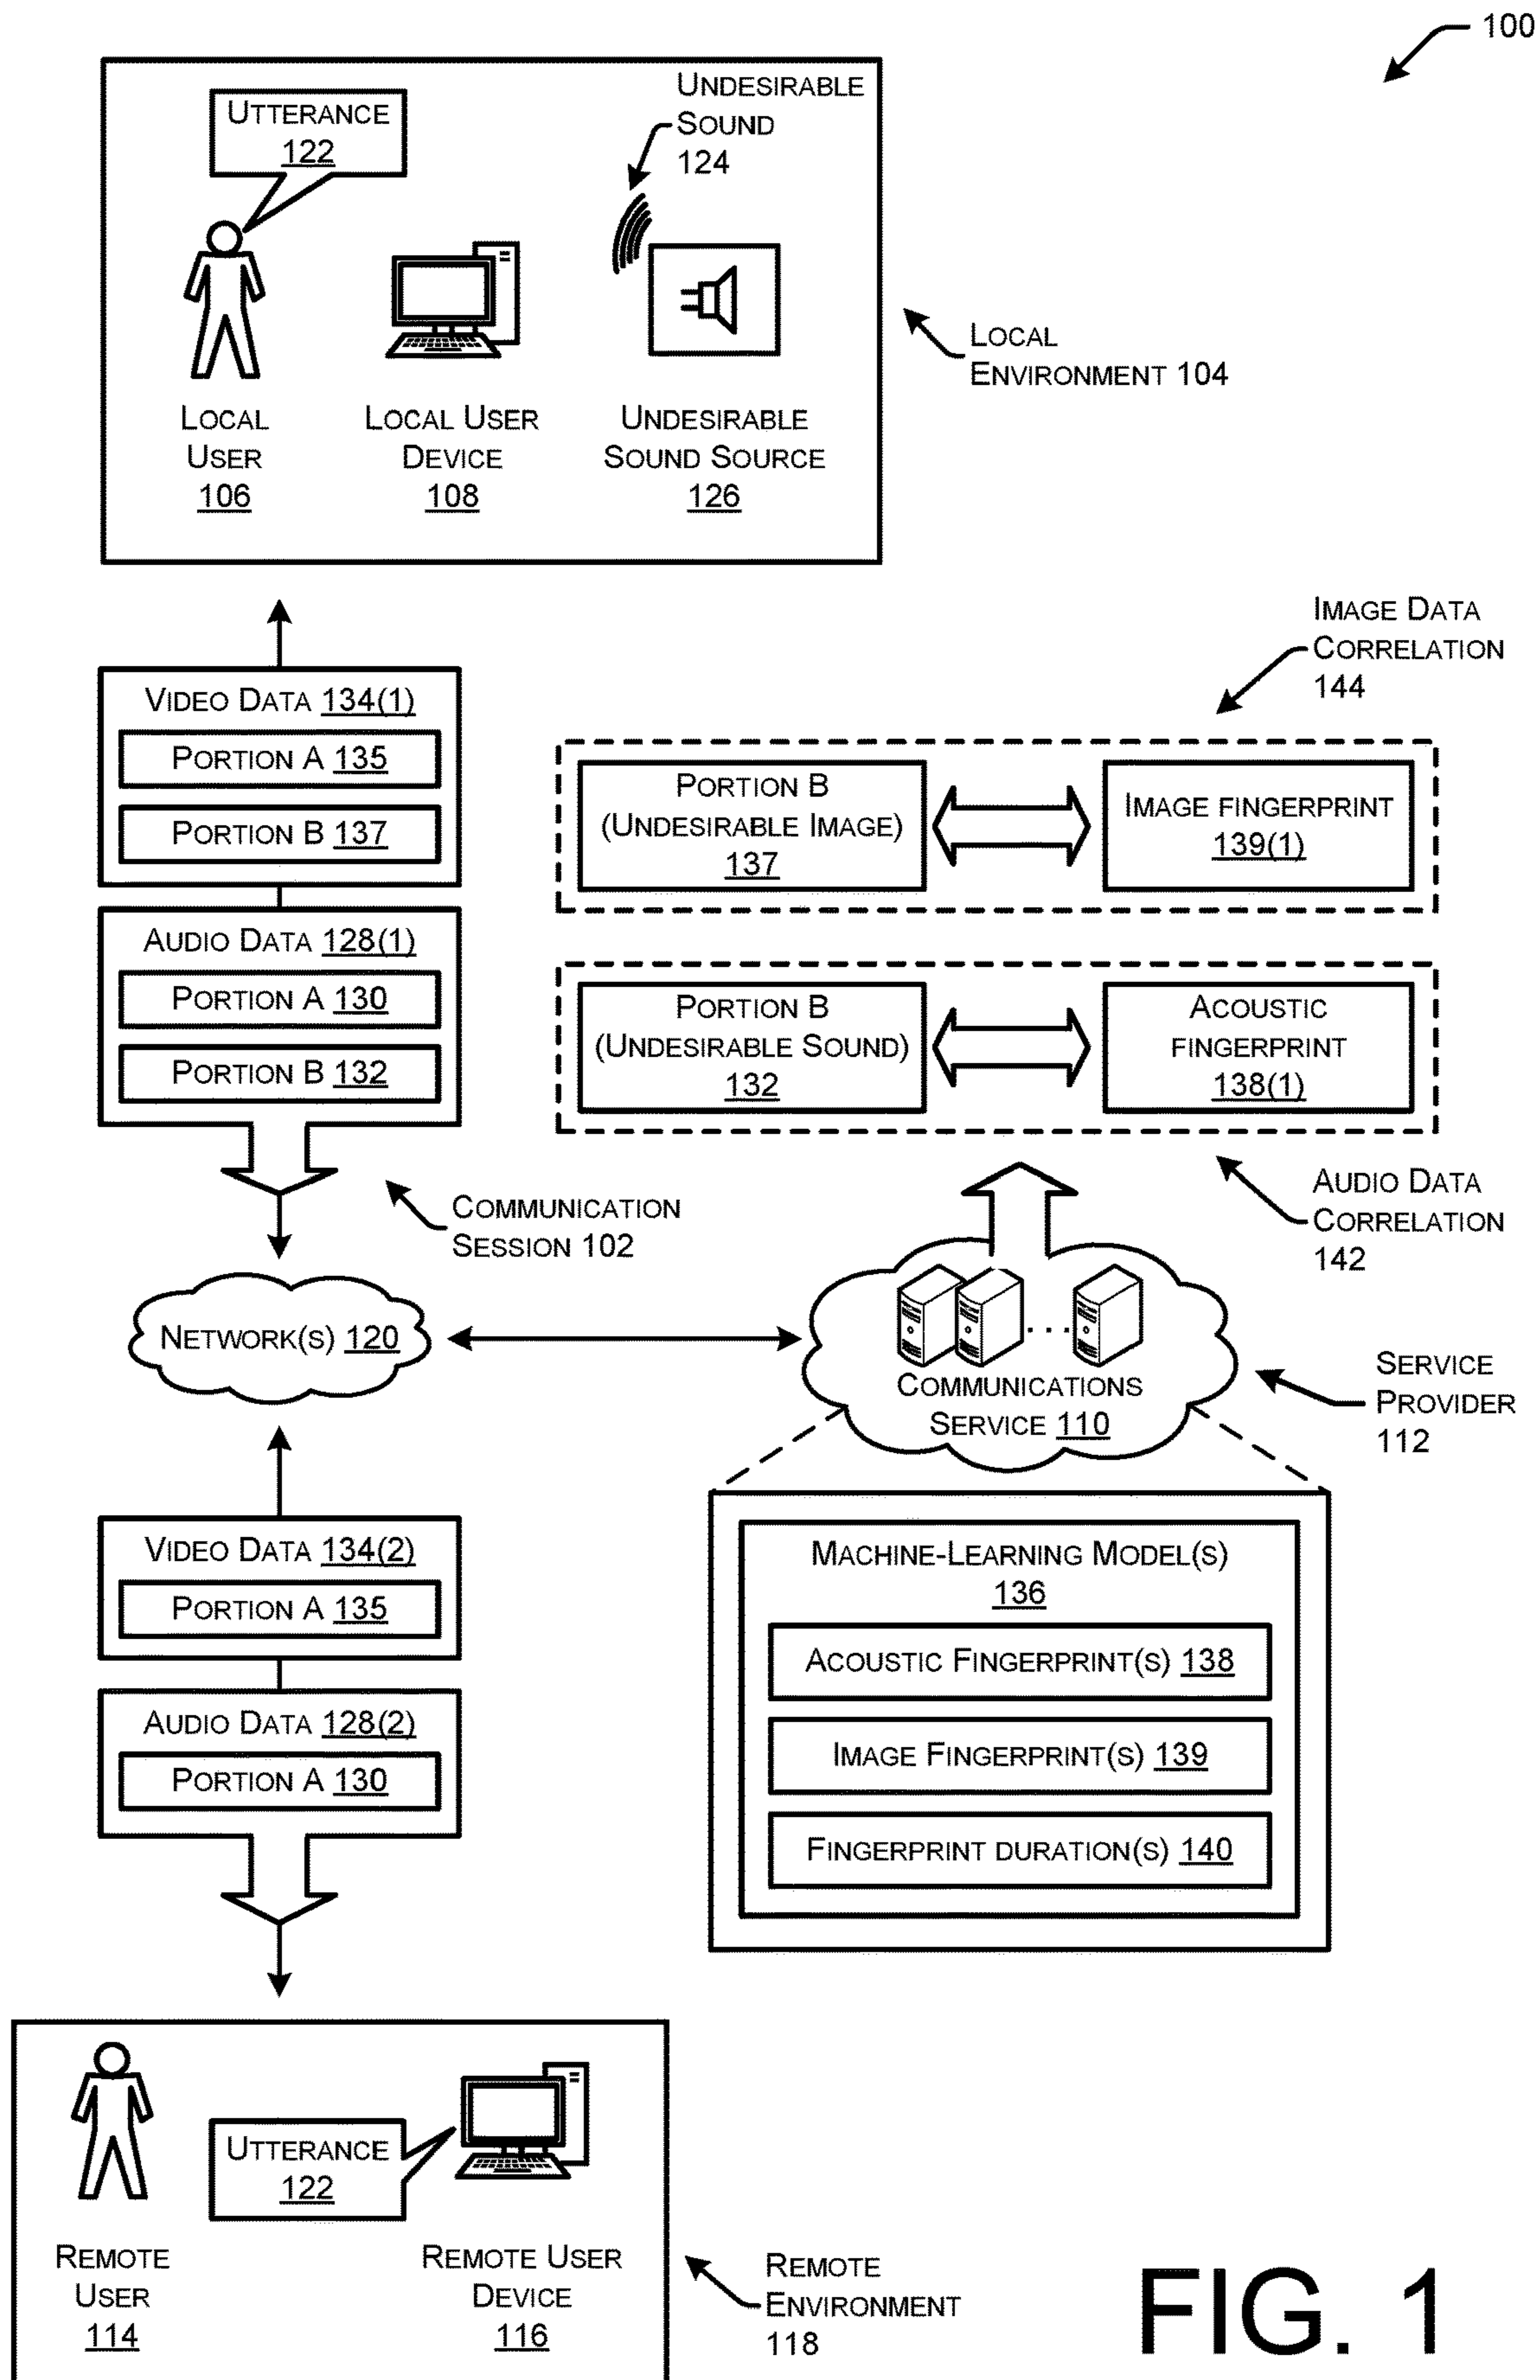 100
UTTERANCE
122
UNDESIRABLE
SOUND
124
LOCAL
USER
106
LOCAL USER
DEVICE
108
UNDESIRABLE
SOUND SOURCE
126
LOCAL
ENVIRONMENT 104
VIDEO DATA 134(1)
PORTION A 135
PORTION B 137
AUDIO DATA 128(1)
PORTION A 130
PORTION B 132
COMMUNICATION
SESSION 102
IMAGE DATA
CORRELATION
144
PORTION B
(UNDESIRABLE IMAGE)
137
IMAGE FINGERPRINT
139(1)
PORTION B
(UNDESIRABLE SOUND)
132
ACOUSTIC
FINGERPRINT
138(1)
AUDIO DATA
CORRELATION
142
NETWORK(S) 120
...
COMMUNICATIONS
SERVICE 110
SERVICE
PROVIDER
112
VIDEO DATA 134(2)
PORTION A 135
AUDIO DATA 128(2)
PORTION A 130
MACHINE-LEARNING MODEL(S)
136
ACOUSTIC FINGERPRINT(S) 138
IMAGE FINGERPRINT(S) 139
FINGERPRINT DURATION(S) 140
UTTERANCE
122
REMOTE
USER
114
REMOTE USER
DEVICE
116
REMOTE
ENVIRONMENT
118
FIG. 1